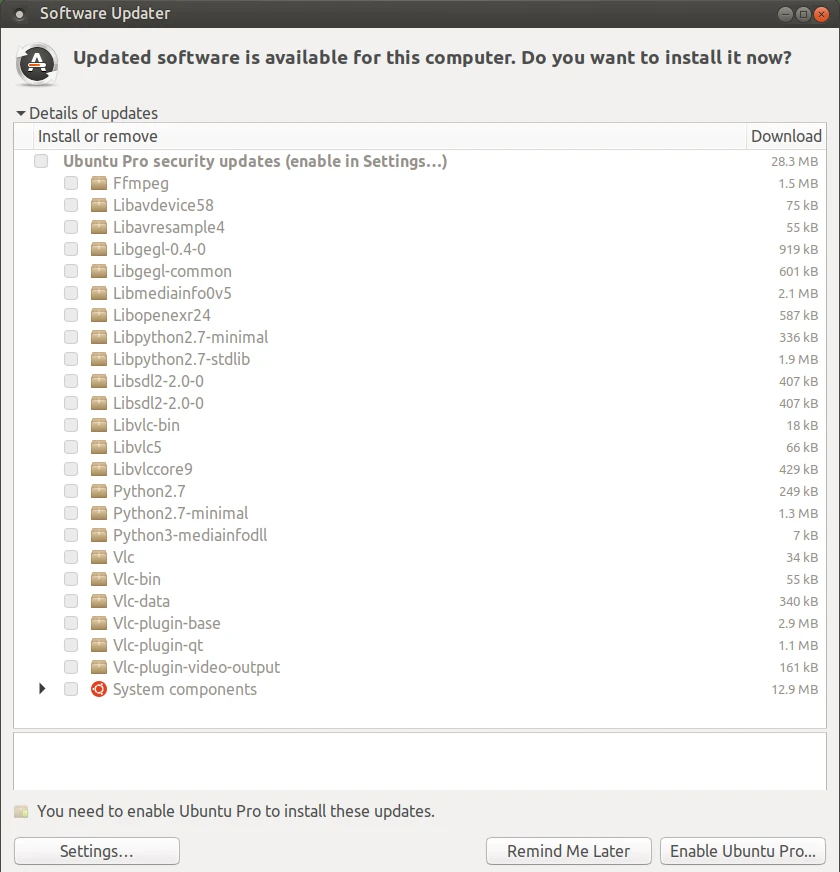 Software Updater
Updated software is available for this computer. Do you want to install it now?
Details of updates
Install or remove Download
Ubuntu Pro security updates (enable in Settings…) 28.3 MB
Ffmpeg 1.5 MB
Libavdevice58 75 kB
Libavresample4 55 kB
Libgegl-0.4-0 919 kB
Libgegl-common 601 kB
Libmediainfo0v5 2.1 MB
Libopenexr24 587 kB
Libpython2.7-minimal 336 kB
Libpython2.7-stdlib 1.9 MB
Libsdl2-2.0-0 407 kB
Libsdl2-2.0-0 407 kB
Libvlc-bin 18 kB
Libvlc5 66 kB
Libvlccore9 429 kB
Python2.7 249 kB
Python2.7-minimal 1.3 MB
Python3-mediainfodll 7 kB
Vlc 34 kB
Vlc-bin 55 kB
Vlc-data 340 kB
Vlc-plugin-base 2.9 MB
Vlc-plugin-qt 1.1 MB
Vlc-plugin-video-output 161 kB
System components 12.9 MB
You need to enable Ubuntu Pro to install these updates.
Settings… Remind Me Later Enable Ubuntu Pro...